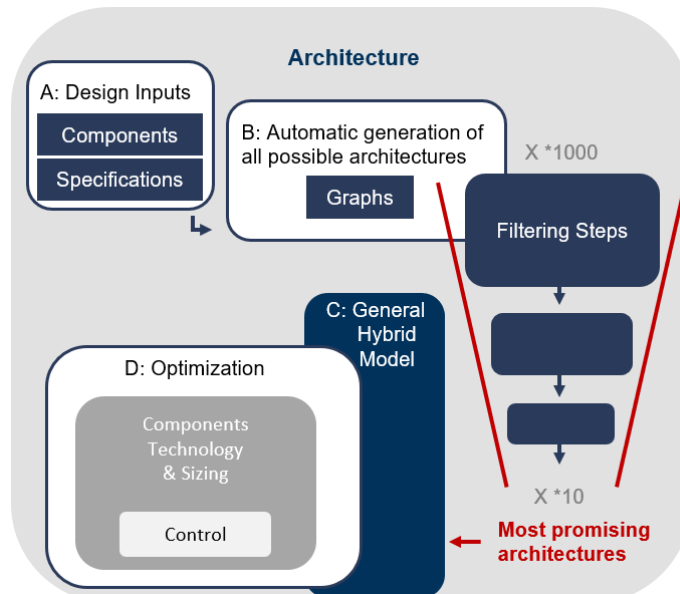 Architecture
A: Design Inputs
Components
Specifications
B: Automatic generation of
all possible architectures
Graphs
X *1000
Filtering Steps
C: General
Hybrid
Model
D: Optimization
Components
Technology
& Sizing
Control
X *10
Most promising
architectures